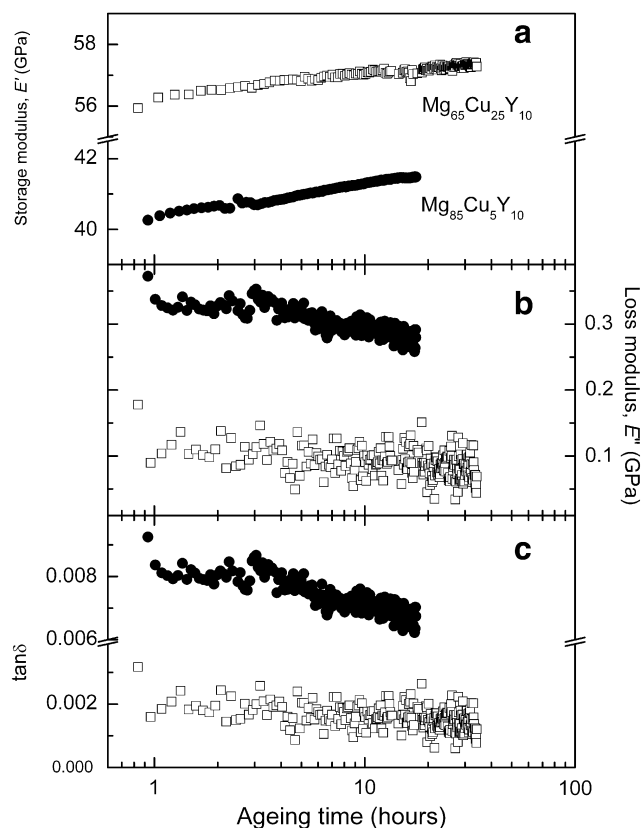 a
58
56
42
40
Storage modulus, E' (GPa)
Mg65Cu25Y10
Mg85Cu5Y10
b
0.3
0.2
0.1
Loss modulus, E" (GPa)
c
0.008
0.006
0.002
0.000
tanδ
1
10
100
Ageing time (hours)